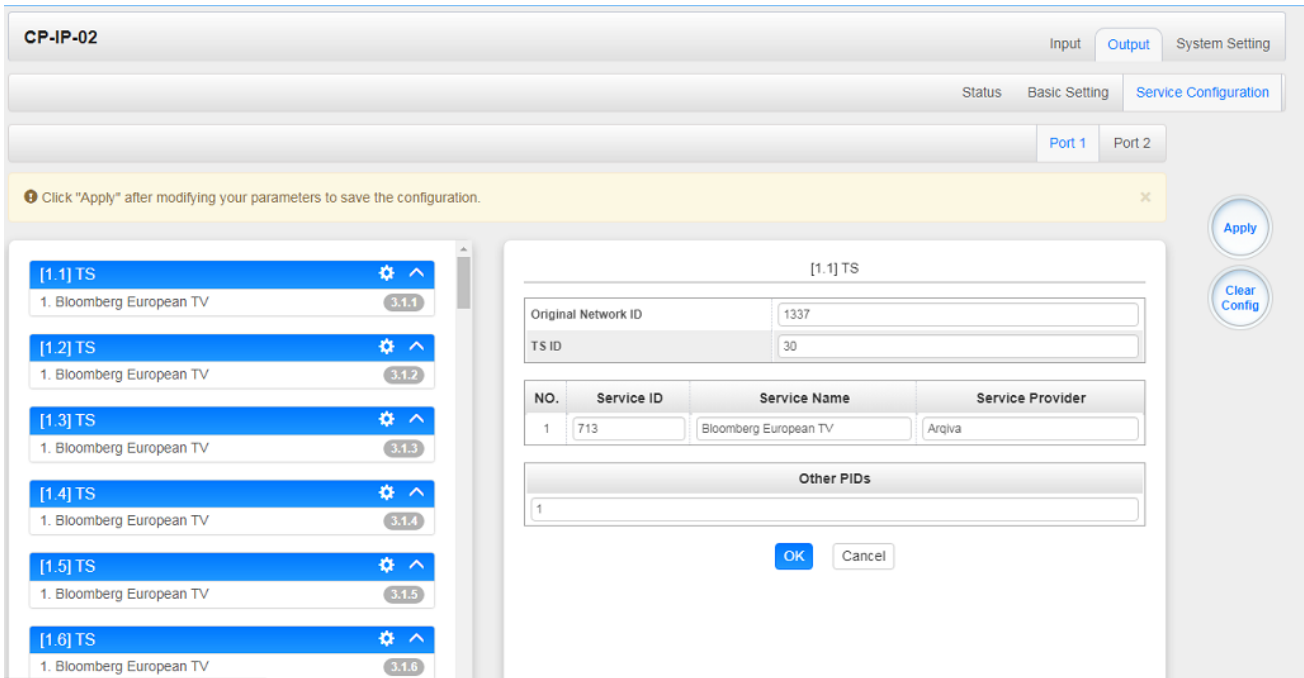 CP-IP-02
Input Output System Setting
Status Basic Setting Service Configuration
Port 1 Port 2
Click "Apply" after modifying your parameters to save the configuration.
Apply
Clear
Config
[1.1] TS
1. Bloomberg European TV 3.1.1
[1.2] TS
1. Bloomberg European TV 3.1.2
[1.3] TS
1. Bloomberg European TV 3.1.3
[1.4] TS
1. Bloomberg European TV 3.1.4
[1.5] TS
1. Bloomberg European TV 3.1.5
[1.6] TS
1. Bloomberg European TV 3.1.6
[1.1] TS
Original Network ID 1337
TS ID 30
NO. Service ID Service Name Service Provider
1 713 Bloomberg European TV Arqiva
Other PIDs
1
OK Cancel